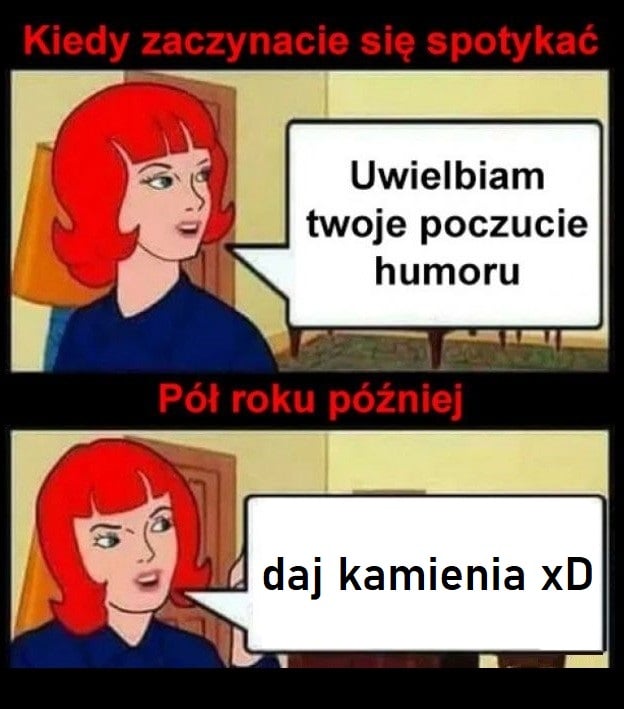 Kiedy zaczynacie się spotykać
Uwielbiam
twoje poczucie
humoru
Pół roku później
daj kamienia xD